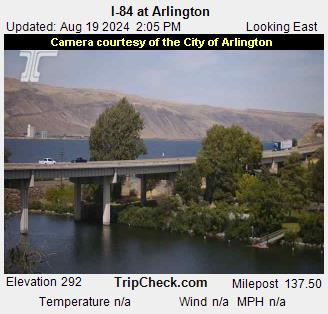 I-84 at Arlington
Updated: Aug 19 2024 2:05 PM Looking East
Camera courtesy of the City of Arlington
Elevation 292 TripCheck.com Milepost 137.50
Temperature n/a Wind n/a MPH n/a